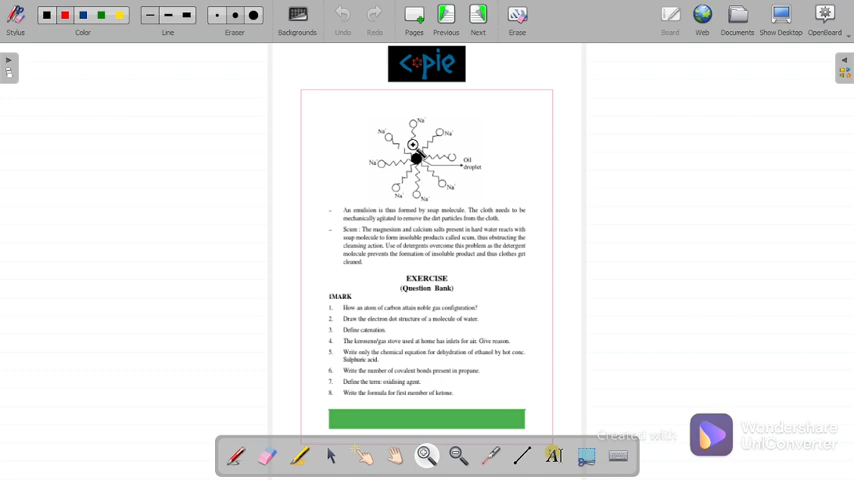 Stylus Color Line Eraser Backgrounds Undo Redo Pages Previous Next Erase Board Web Documents Show Desktop OpenBoard
copie
Na+
Na+
Na+
Na+
Oil
droplet
Na+
Na+
Na+
- An emulsion is thus formed by soap molecule. The cloth needs to be
mechanically agitated to remove the dirt particles from the cloth.
- Scum : The magnesium and calcium salts present in hard water reacts with
soap molecule to form insoluble products called scum, thus obstructing the
cleansing action. Use of detergents overcome this problem as the detergent
molecule prevents the formation of insoluble product and thus clothes get
cleaned.
EXERCISE
(Question Bank)
1MARK
1. How an atom of carbon attain noble gas configuration?
2. Draw the electron dot structure of a molecule of water.
3. Define catenation.
4. The kerosene/gas stove used at home has inlets for air. Give reason.
5. Write only the chemical equation for dehydration of ethanol by hot conc.
Sulphuric acid.
6. Write the number of covalent bonds present in propane.
7. Define the term: oxidising agent.
8. Write the formula for first member of ketone.
Created with Wondershare
UniConverter